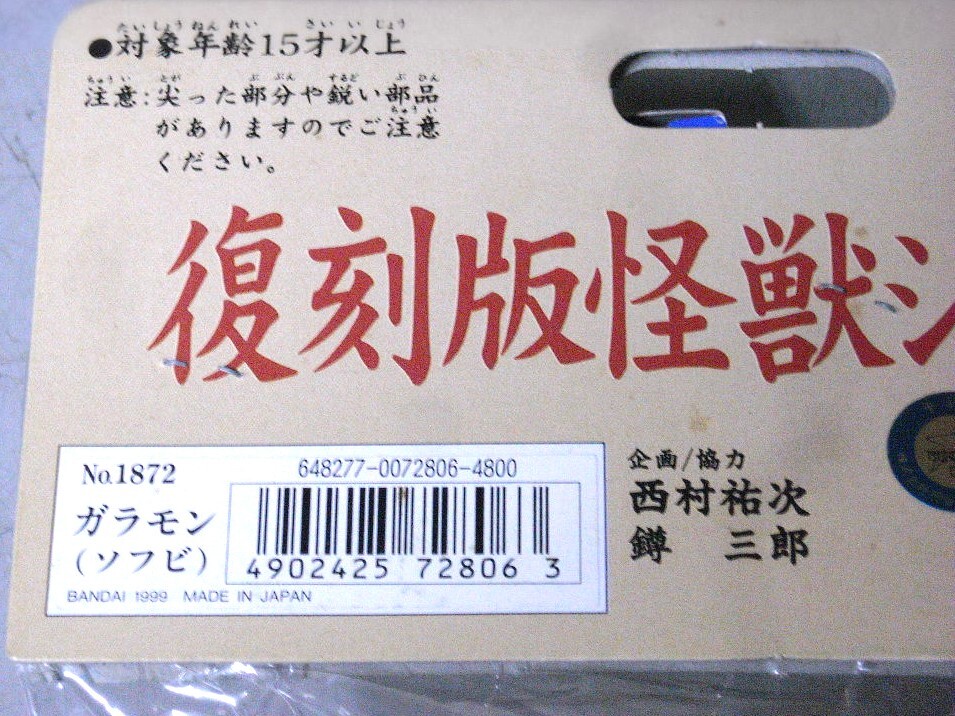 ●対象年齢15才以上
注意:尖った部分や鋭い部品
がありますのでご注意
ください。
復刻版怪獣シ
No.1872
648277-0072806-4800
ガラモン
(ソフビ)
4902425 72806 3
BANDAI 1999 MADE IN JAPAN
企画/協力
西村祐次
鐏 三郎